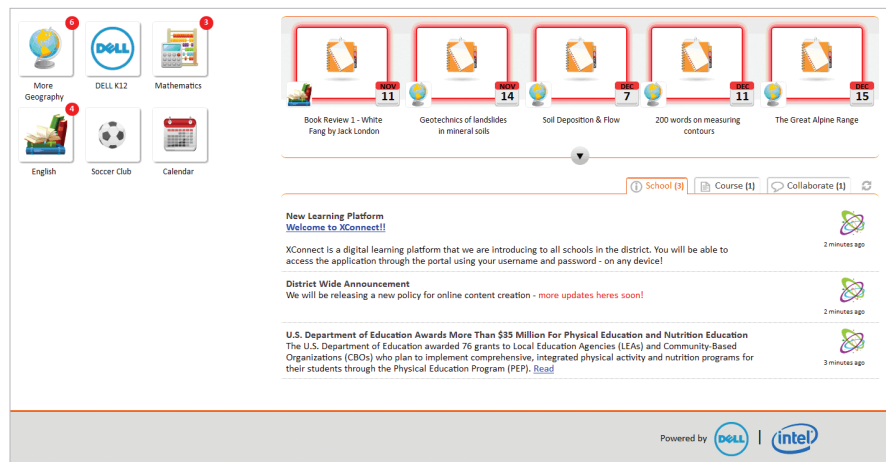 6
3
DELL
More
Geography
DELL K12
Mathematics
4
English
Soccer Club
Calendar
NOV
11
NOV
14
DEC
7
DEC
11
DEC
15
Book Review 1 - White
Fang by Jack London
Geotechnics of landslides
in mineral soils
Soil Deposition & Flow
200 words on measuring
contours
The Great Alpine Range
School (3)
Course (1)
Collaborate (1)
New Learning Platform
Welcome to XConnect!!
2 minutes ago
XConnect is a digital learning platform that we are introducing to all schools in the district. You will be able to
access the application through the portal using your username and password - on any device!
District Wide Announcement
We will be releasing a new policy for online content creation - more updates heres soon!
2 minutes ago
U.S. Department of Education Awards More Than $35 Million For Physical Education and Nutrition Education
The U.S. Department of Education awarded 76 grants to Local Education Agencies (LEAs) and Community-Based
Organizations (CBOs) who plan to implement comprehensive, integrated physical activity and nutrition programs for
their students through the Physical Education Program (PEP). Read
3 minutes ago
Powered by DELL | intel